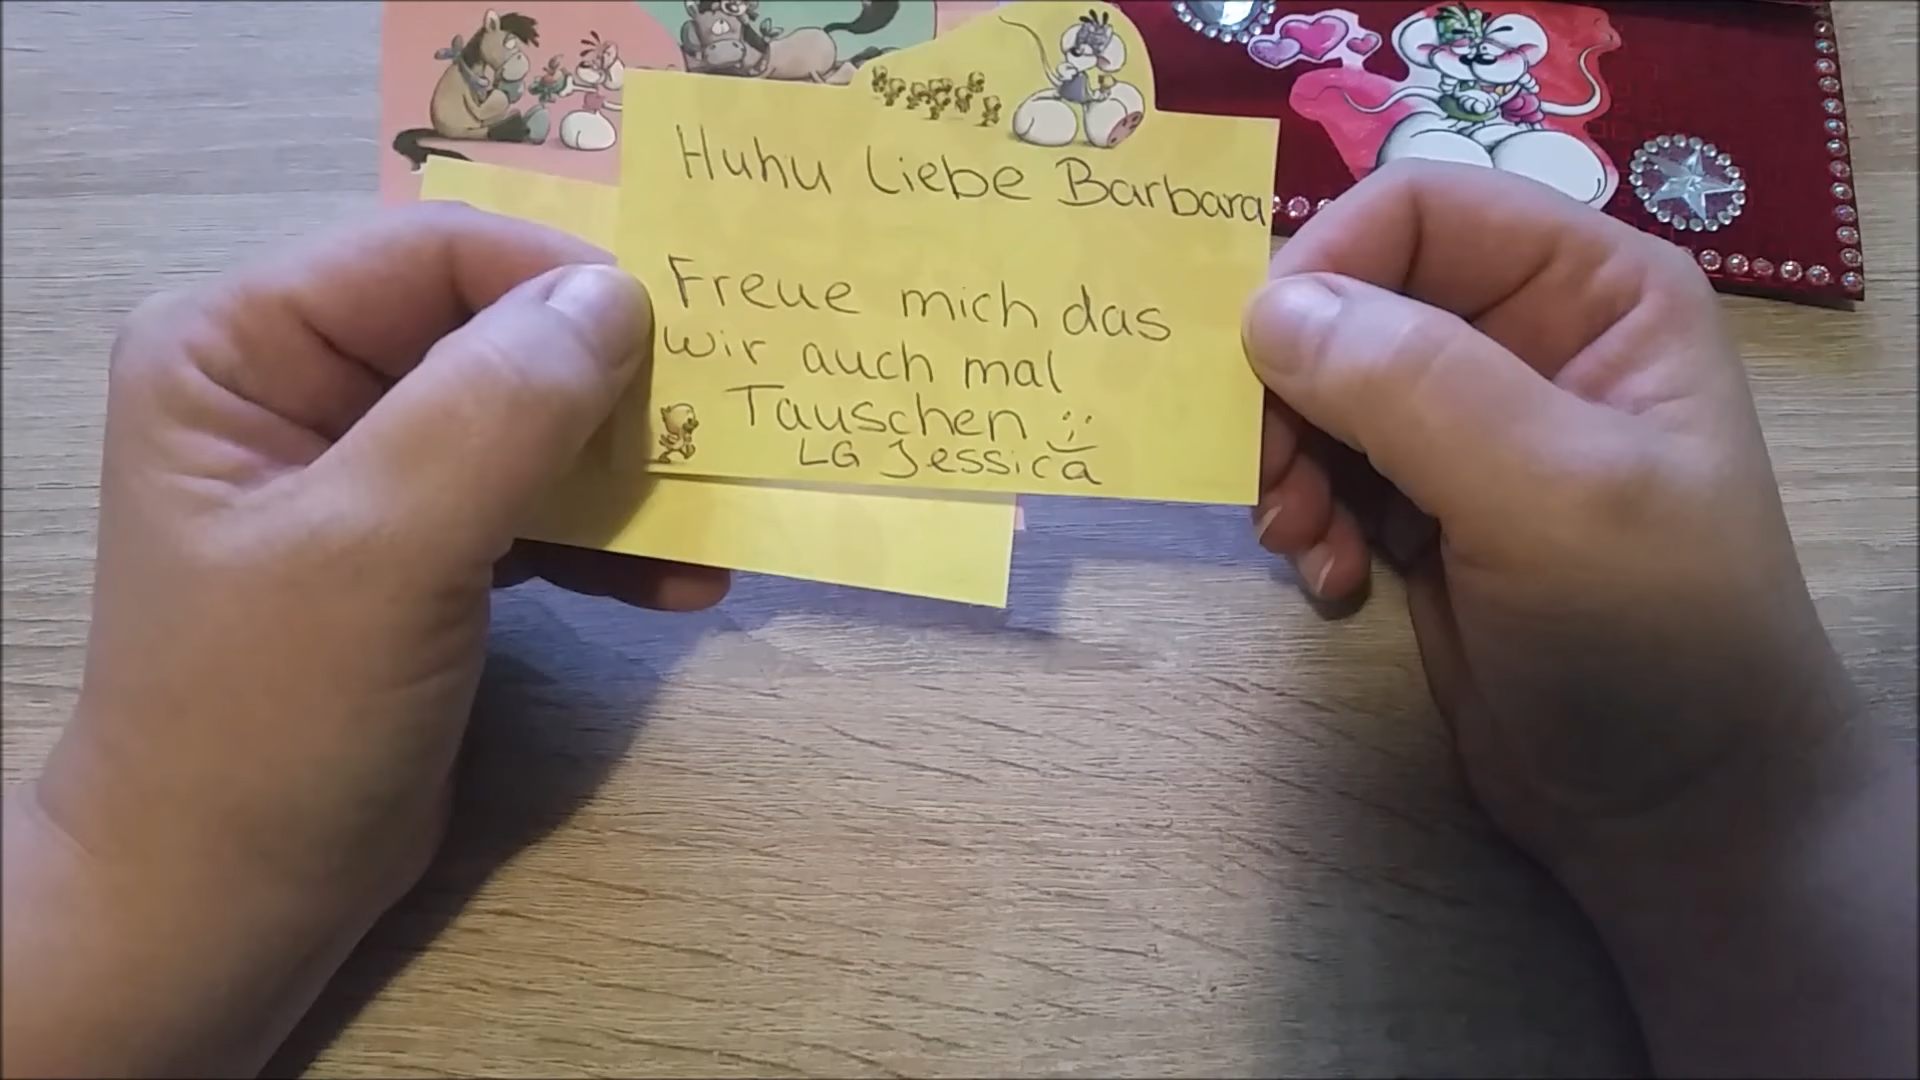 Huhu Liebe Barbara
Freue mich das
wir auch mal
Tauschen :)
LG Jessica